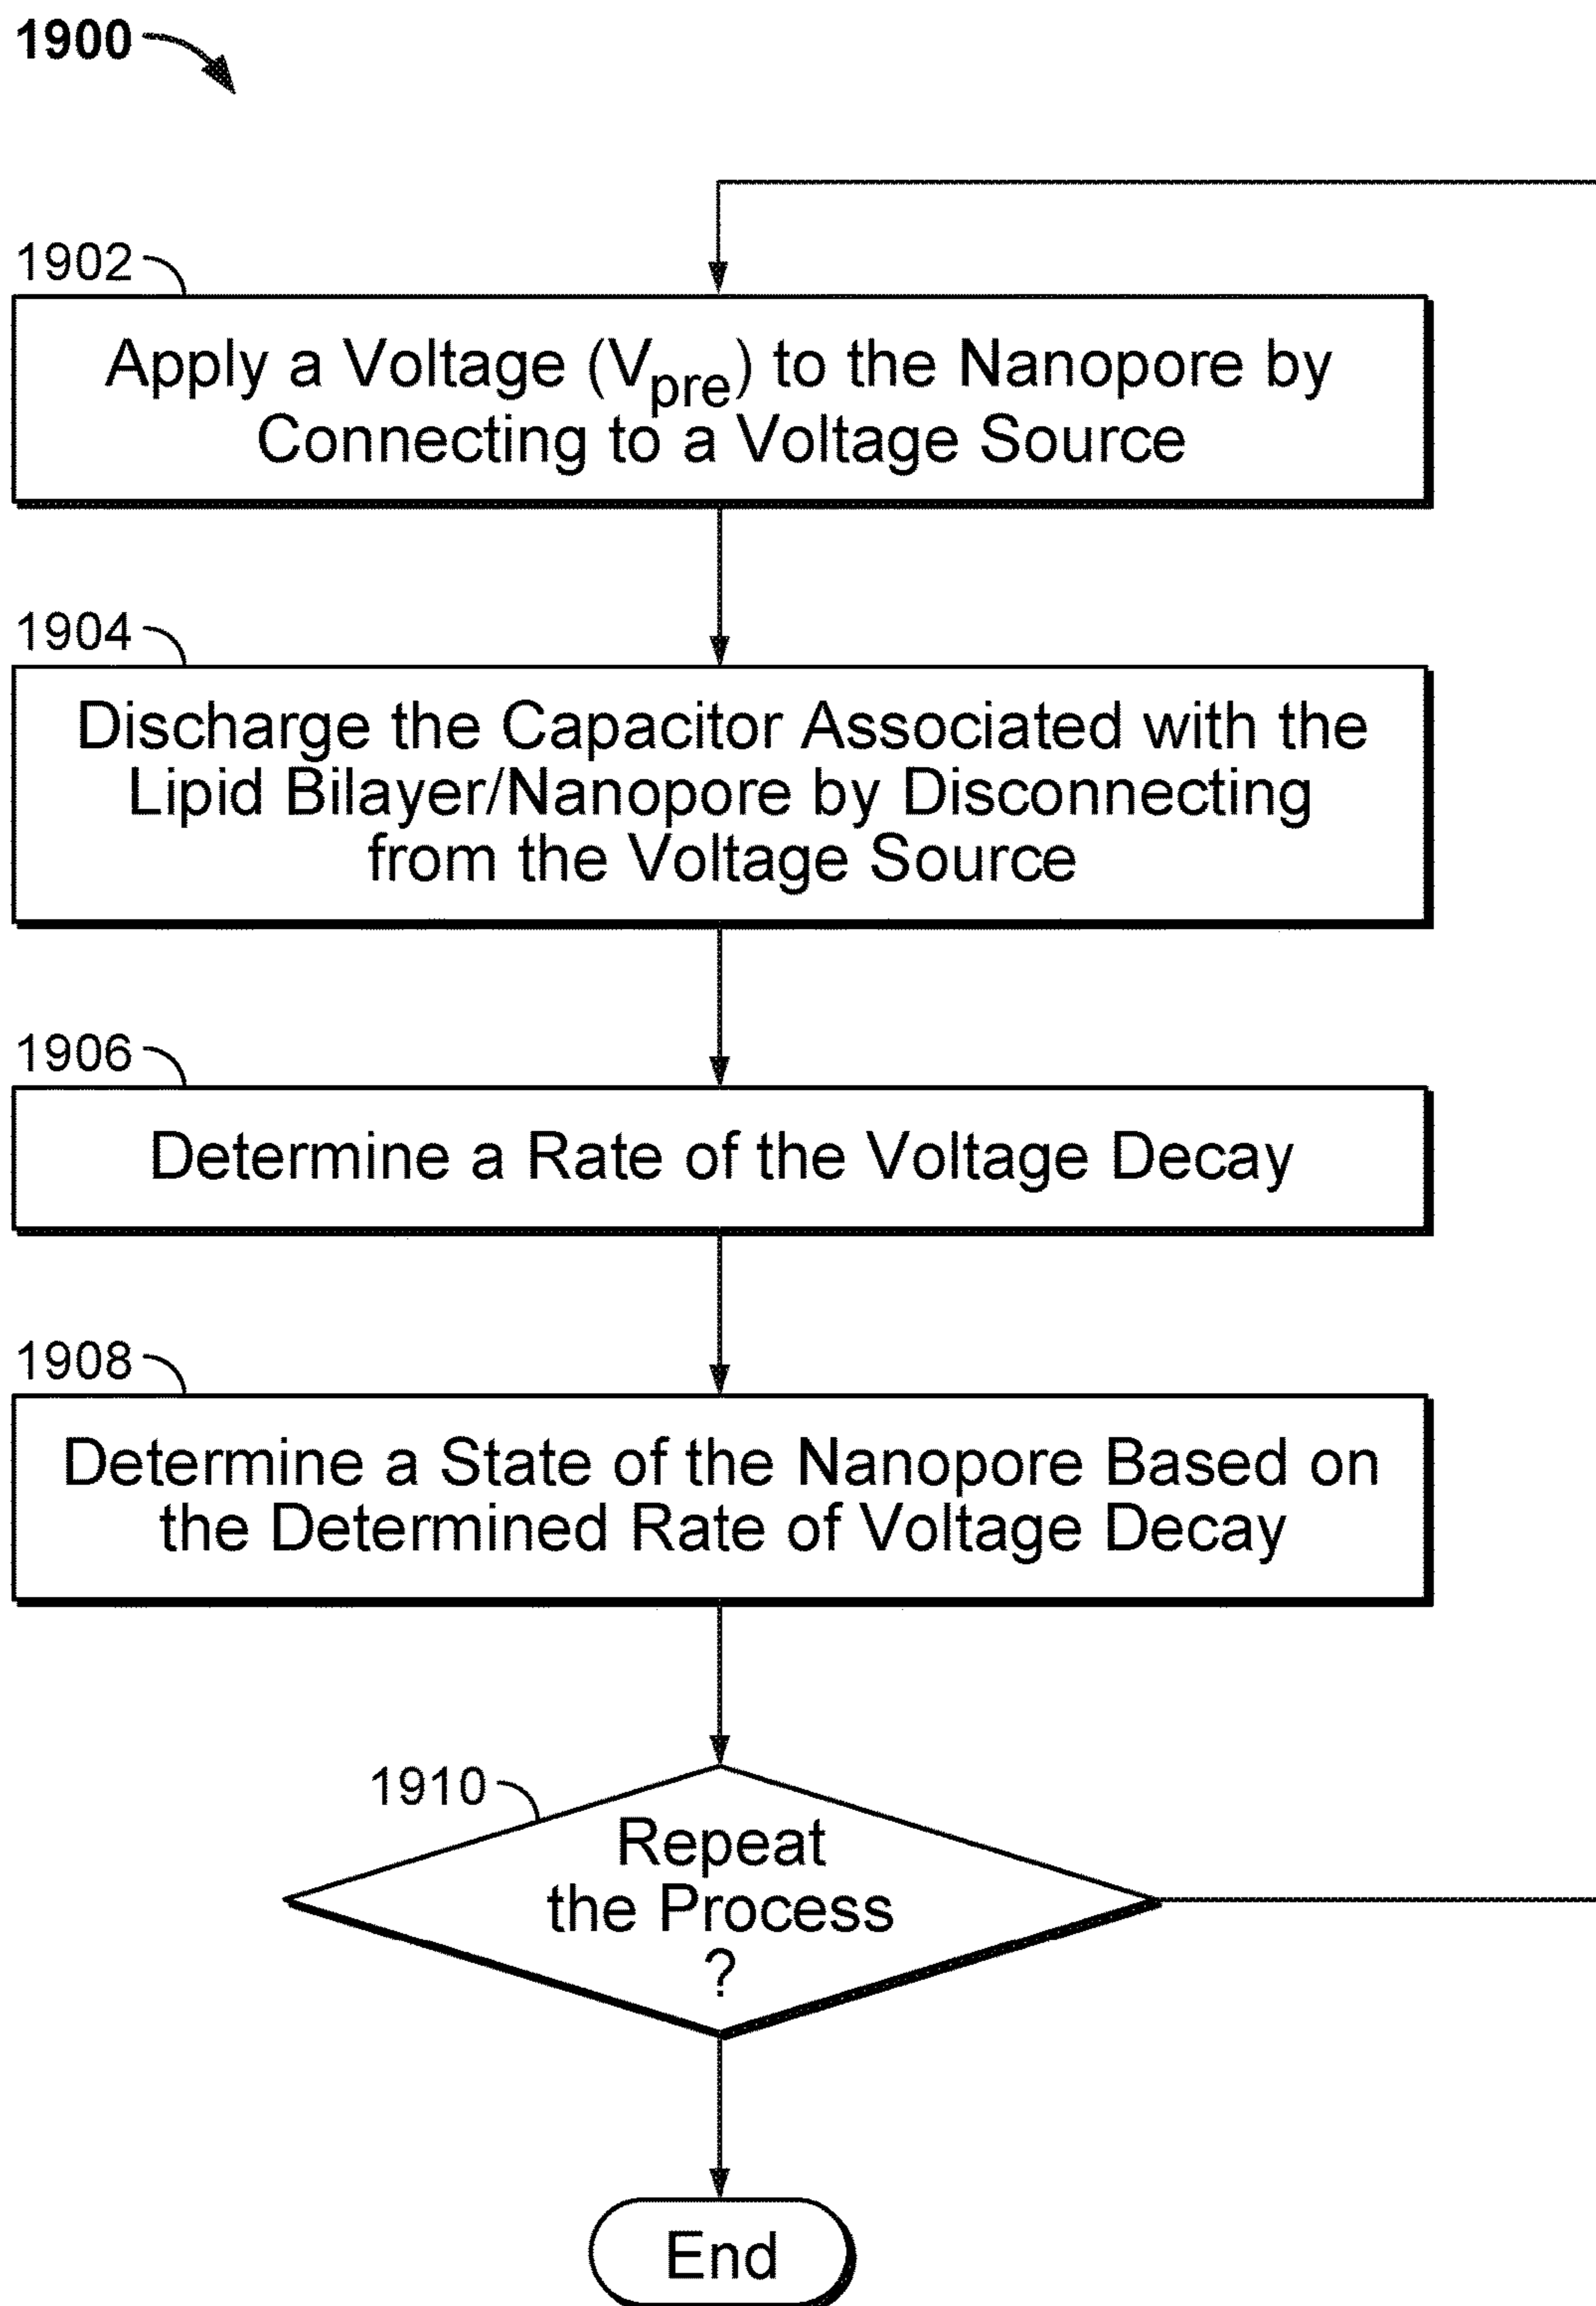 1900
1902
Apply a Voltage (Vpre) to the Nanopore by
Connecting to a Voltage Source
1904
Discharge the Capacitor Associated with the
Lipid Bilayer/Nanopore by Disconnecting
from the Voltage Source
1906
Determine a Rate of the Voltage Decay
1908
Determine a State of the Nanopore Based on
the Determined Rate of Voltage Decay
1910
Repeat
the Process
?
End